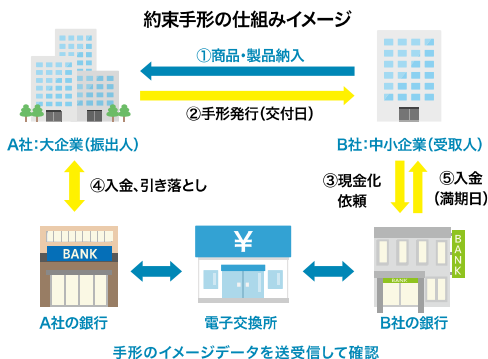 約束手形の仕組みイメージ
①商品・製品納入
②手形発行（交付日）
A社：大企業（振出人）
B社：中小企業（受取人）
④入金、引き落とし
③現金化
依頼
⑤入金
（満期日）
BANK
¥
BANK
BANK
A社の銀行
電子交換所
B社の銀行
手形のイメージデータを送受信して確認